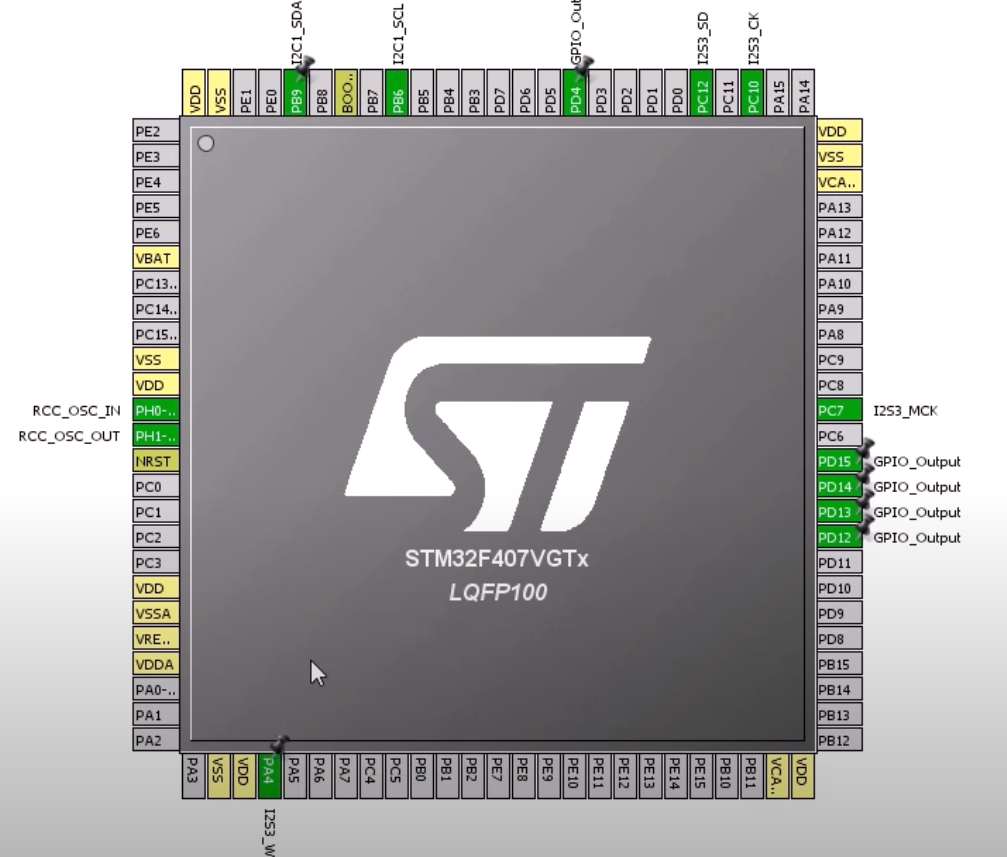 I2C1_SDA
I2C1_SCL
GPIO_Out
I2S3_SD
I2S3_CK
VDD
VSS
PE1
PE0
PB9
PB8
BOO..
PB7
PB6
PB5
PB4
PB3
PD7
PD6
PD5
PD4
PD3
PD2
PD1
PD0
PC12
PC11
PC10
PA15
PA14
PE2
PE3
PE4
PE5
PE6
VBAT
PC13..
PC14..
PC15..
VSS
VDD
RCC_OSC_IN PH0-..
RCC_OSC_OUT PH1-..
NRST
PC0
PC1
PC2
PC3
VDD
VSSA
VRE..
VDDA
PA0-..
PA1
PA2
ST
STM32F407VGTx
LQFP100
VDD
VSS
VCA..
PA13
PA12
PA11
PA10
PA9
PA8
PC9
PC8
PC7 I2S3_MCK
PC6
PD15 GPIO_Output
PD14 GPIO_Output
PD13 GPIO_Output
PD12 GPIO_Output
PD11
PD10
PD9
PD8
PB15
PB14
PB13
PB12
PA3
VSS
VDD
PA4
PA5
PA6
PA7
PC4
PC5
PB0
PB1
PB2
PE7
PE8
PE9
PE10
PE11
PE12
PE13
PE14
PE15
PB10
PB11
VCA..
VDD
I2S3_W